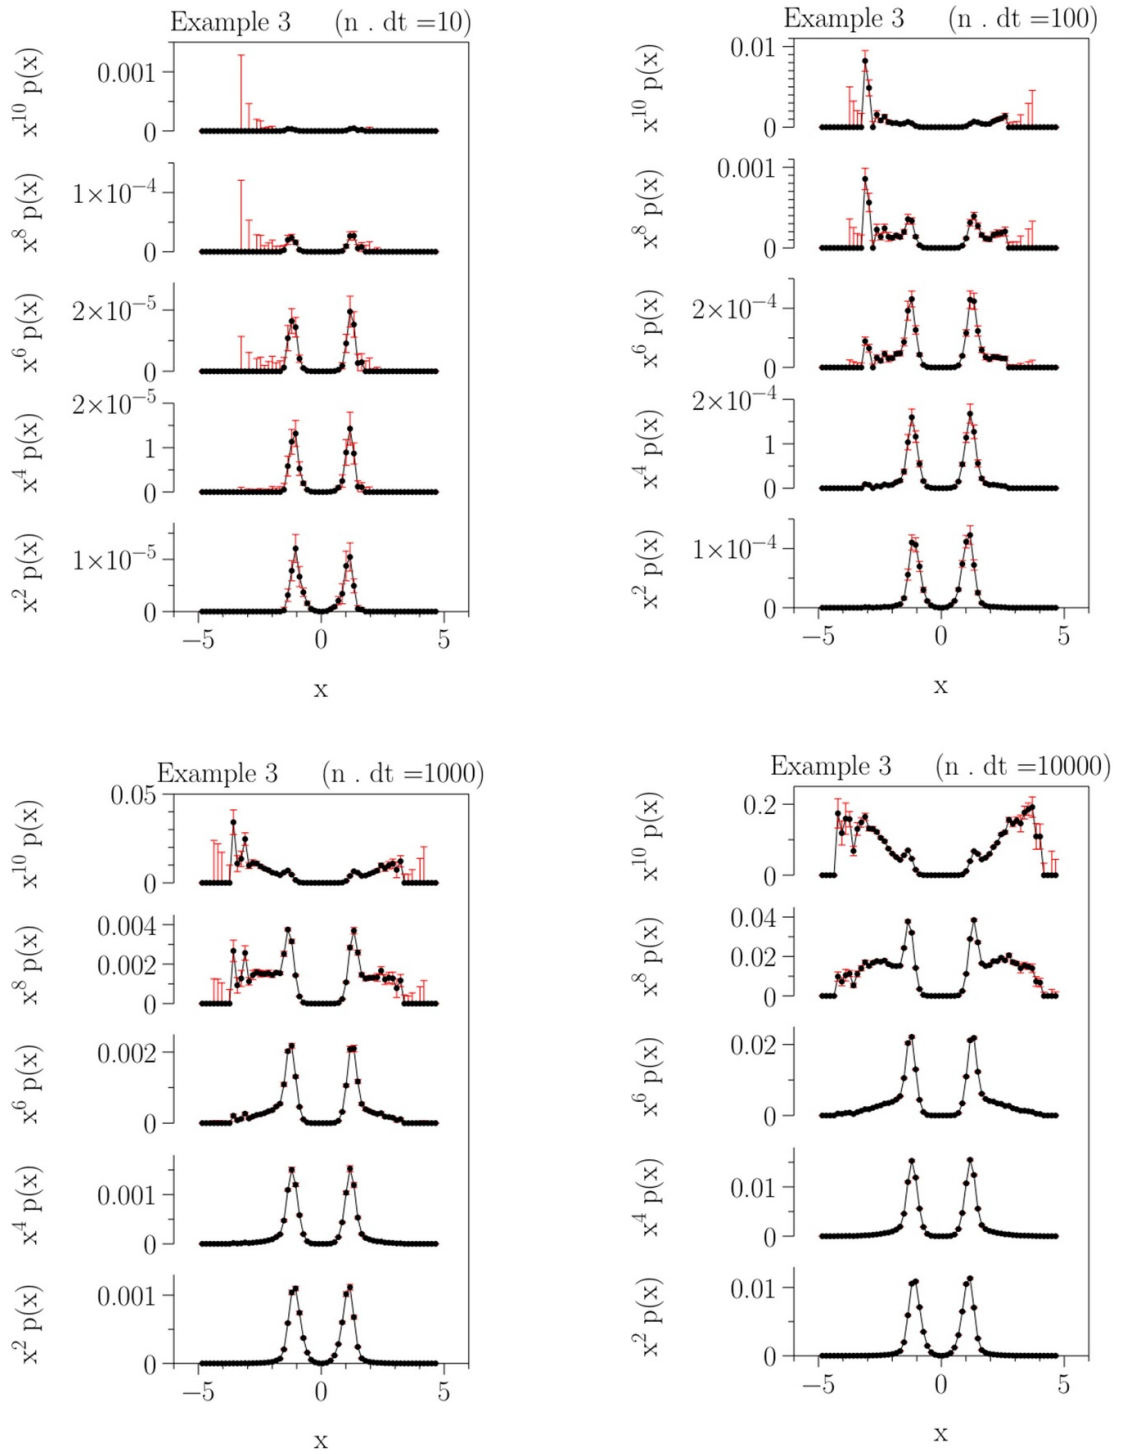 Example 3 (n . dt =10)
x^10 p(x)
0.001
0
x^8 p(x)
1×10^−4
0
x^6 p(x)
2×10^−5
0
x^4 p(x)
2×10^−5
1
0
x^2 p(x)
1×10^−5
0
−5 0 5
x
Example 3 (n . dt =100)
x^10 p(x)
0.01
0
x^8 p(x)
0.001
0
x^6 p(x)
2×10^−4
0
x^4 p(x)
2×10^−4
1
0
x^2 p(x)
1×10^−4
0
−5 0 5
x
Example 3 (n . dt =1000)
x^10 p(x)
0.05
0
x^8 p(x)
0.004
0.002
0
x^6 p(x)
0.002
0
x^4 p(x)
0.001
0
x^2 p(x)
0.001
0
−5 0 5
x
Example 3 (n . dt =10000)
x^10 p(x)
0.2
0
x^8 p(x)
0.04
0.02
0
x^6 p(x)
0.02
0
x^4 p(x)
0.01
0
x^2 p(x)
0.01
0
−5 0 5
x